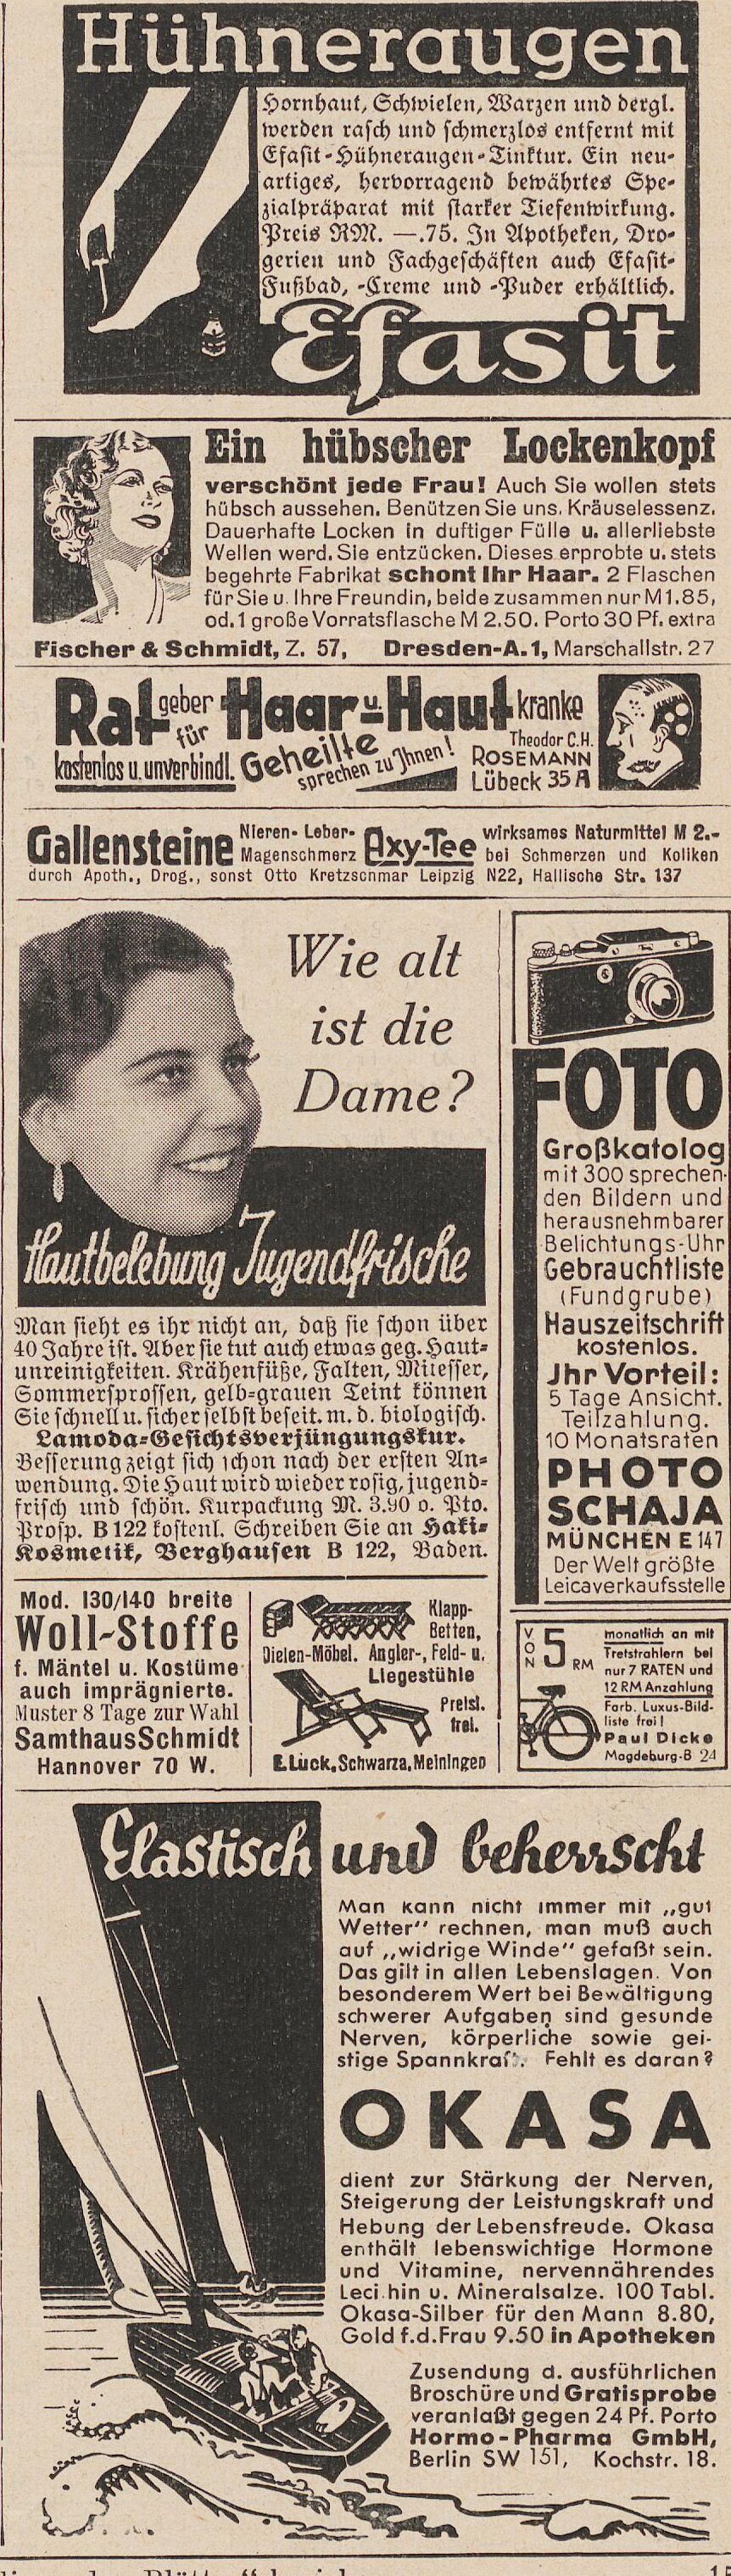 Hühneraugen
Hornhaut, Schwielen, Warzen und dergl.
werden rasch und schmerzlos entfernt mit
Efasit-Hühneraugen-Tinktur. Ein neu-
artiges, hervorragend bewährtes Spe-
zialpräparat mit starker Tiefenwirkung.
Preis RM. —.75. In Apotheken, Dro-
gerien und Fachgeschäften auch Efasit-
Fußbad, -Creme und -Puder erhältlich.
Efasit
Ein hübscher Lockenkopf
verschönt jede Frau! Auch Sie wollen stets
hübsch aussehen. Benützen Sie uns. Kräuselessenz.
Dauerhafte Locken in duftiger Fülle u. allerliebste
Wellen werd. Sie entzücken. Dieses erprobte u. stets
begehrte Fabrikat schont Ihr Haar. 2 Flaschen
für Sie u. Ihre Freundin, beide zusammen nur M 1.85,
od. 1 große Vorratsflasche M 2.50. Porto 30 Pf. extra
Fischer & Schmidt, Z. 57, Dresden-A. 1, Marschallstr. 27
Ratgeber für Haar- u. Hautkranke
kostenlos u. unverbindl. Geheilte sprechen zu Ihnen!
Theodor C.H.
ROSEMANN
Lübeck 35 A
Gallensteine Nieren- Leber- Magenschmerz Axy-Tee wirksames Naturmittel M 2.-
bei Schmerzen und Koliken
durch Apoth., Drog., sonst Otto Kretzschmar Leipzig N22, Hallische Str. 137
Wie alt
ist die
Dame?
Hautbelebung Jugendfrische
Man sieht es ihr nicht an, daß sie schon über
40 Jahre ist. Aber sie tut auch etwas geg. Haut-
unreinigkeiten. Krähenfüße, Falten, Mitesser,
Sommersprossen, gelb-grauen Teint können
Sie schnell u. sicher selbst beseit. m. d. biologisch.
Lamoda-Gesichtsverjüngungskur.
Besserung zeigt sich schon nach der ersten An-
wendung. Die Haut wird wieder rosig, jugend-
frisch und schön. Kurpackung M. 3.90 o. Pto.
Prosp. B 122 kostenl. Schreiben Sie an Haki-
Kosmetik, Berghausen B 122, Baden.
FOTO
Großkatolog
mit 300 sprechen-
den Bildern und
herausnehmbarer
Belichtungs-Uhr
Gebrauchtliste
(Fundgrube)
Hauszeitschrift
kostenlos.
Jhr Vorteil:
5 Tage Ansicht.
Teilzahlung.
10 Monatsraten
PHOTO
SCHAJA
MÜNCHEN E 147
Der Welt größte
Leicaverkaufsstelle
Mod. 130/140 breite
Woll-Stoffe
f. Mäntel u. Kostüme
auch imprägnierte.
Muster 8 Tage zur Wahl
SamthausSchmidt
Hannover 70 W.
Klapp-
Betten,
Dielen-Möbel. Angler-, Feld- u.
Liegestühle
Preisl.
frei.
E.Luck, Schwarza, Meiningen
VON 5 RM
monatlich an mit
Tretstrahlern bei
nur 7 RATEN und
12 RM Anzahlung
Farb. Luxus-Bild-
liste frei!
Paul Dicke
Magdeburg-B 24
Elastisch und beherrscht
Man kann nicht immer mit „gut
Wetter“ rechnen, man muß auch
auf „widrige Winde“ gefaßt sein.
Das gilt in allen Lebenslagen. Von
besonderem Wert bei Bewältigung
schwerer Aufgaben sind gesunde
Nerven, körperliche sowie gei-
stige Spannkraft. Fehlt es daran?
OKASA
dient zur Stärkung der Nerven,
Steigerung der Leistungskraft und
Hebung der Lebensfreude. Okasa
enthält lebenswichtige Hormone
und Vitamine, nervennährendes
Lecithin u. Mineralsalze. 100 Tabl.
Okasa-Silber für den Mann 8.80,
Gold f. d. Frau 9.50 in Apotheken
Zusendung d. ausführlichen
Broschüre und Gratisprobe
veranlaßt gegen 24 Pf. Porto
Hormo-Pharma GmbH,
Berlin SW 151, Kochstr. 18.